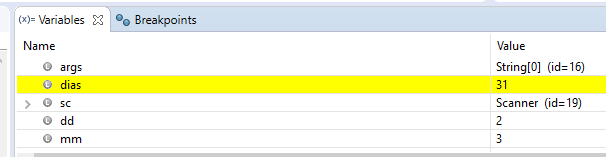 (x)= Variables Breakpoints
Name Value
args String[0] (id=16)
dias 31
sc Scanner (id=19)
dd 2
mm 3